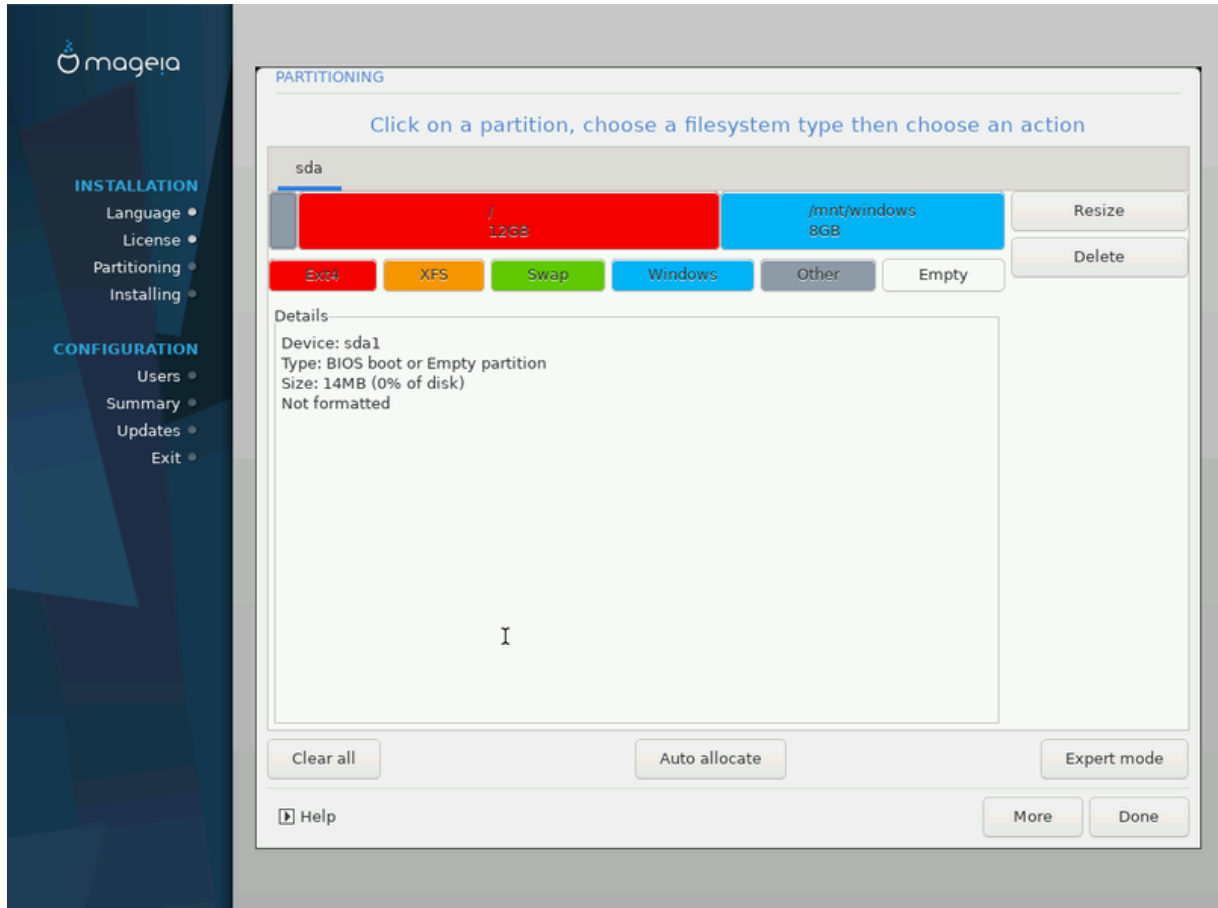 mageia
INSTALLATION
Language
License
Partitioning
Installing
CONFIGURATION
Users
Summary
Updates
Exit
PARTITIONING
Click on a partition, choose a filesystem type then choose an action
sda
/
12GB
/mnt/windows
8GB
Resize
Delete
Ext4
XFS
Swap
Windows
Other
Empty
Details
Device: sda1
Type: BIOS boot or Empty partition
Size: 14MB (0% of disk)
Not formatted
Clear all
Auto allocate
Expert mode
Help
More
Done